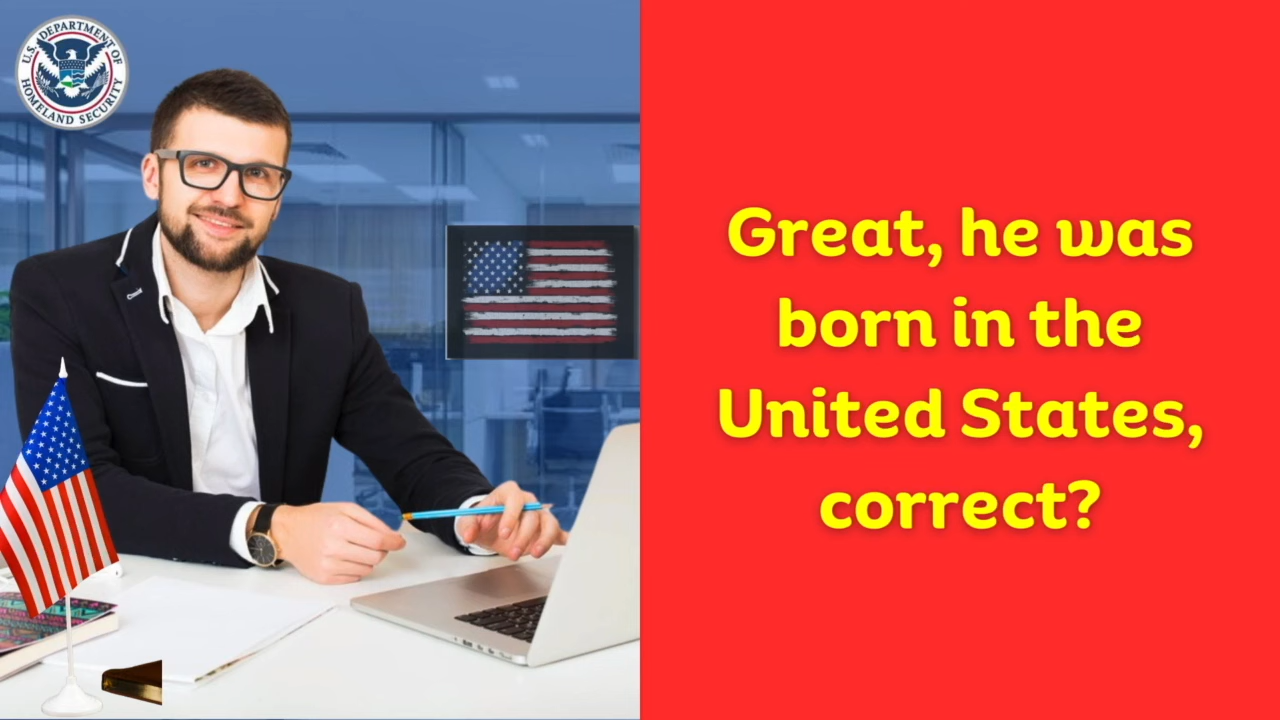 U.S. DEPARTMENT OF
HOMELAND SECURITY
Great, he was
born in the
United States,
correct?